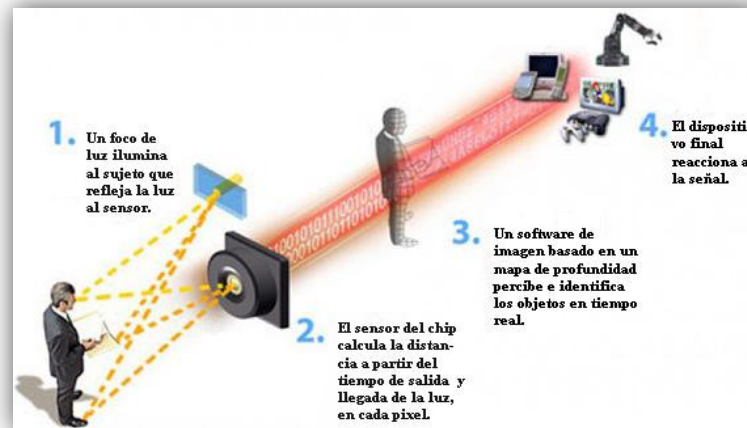 1. Un foco de
luz ilumina
al sujeto que
refleja la luz
al sensor.
2. El sensor del chip
calcula la distan-
cia a partir del
tiempo de salida y
llegada de la luz,
en cada pixel.
3. Un software de
imagen basado en un
mapa de profundidad
percibe e identifica
los objetos en tiempo
real.
4. El dispositi
vo final
reacciona a
la señal.